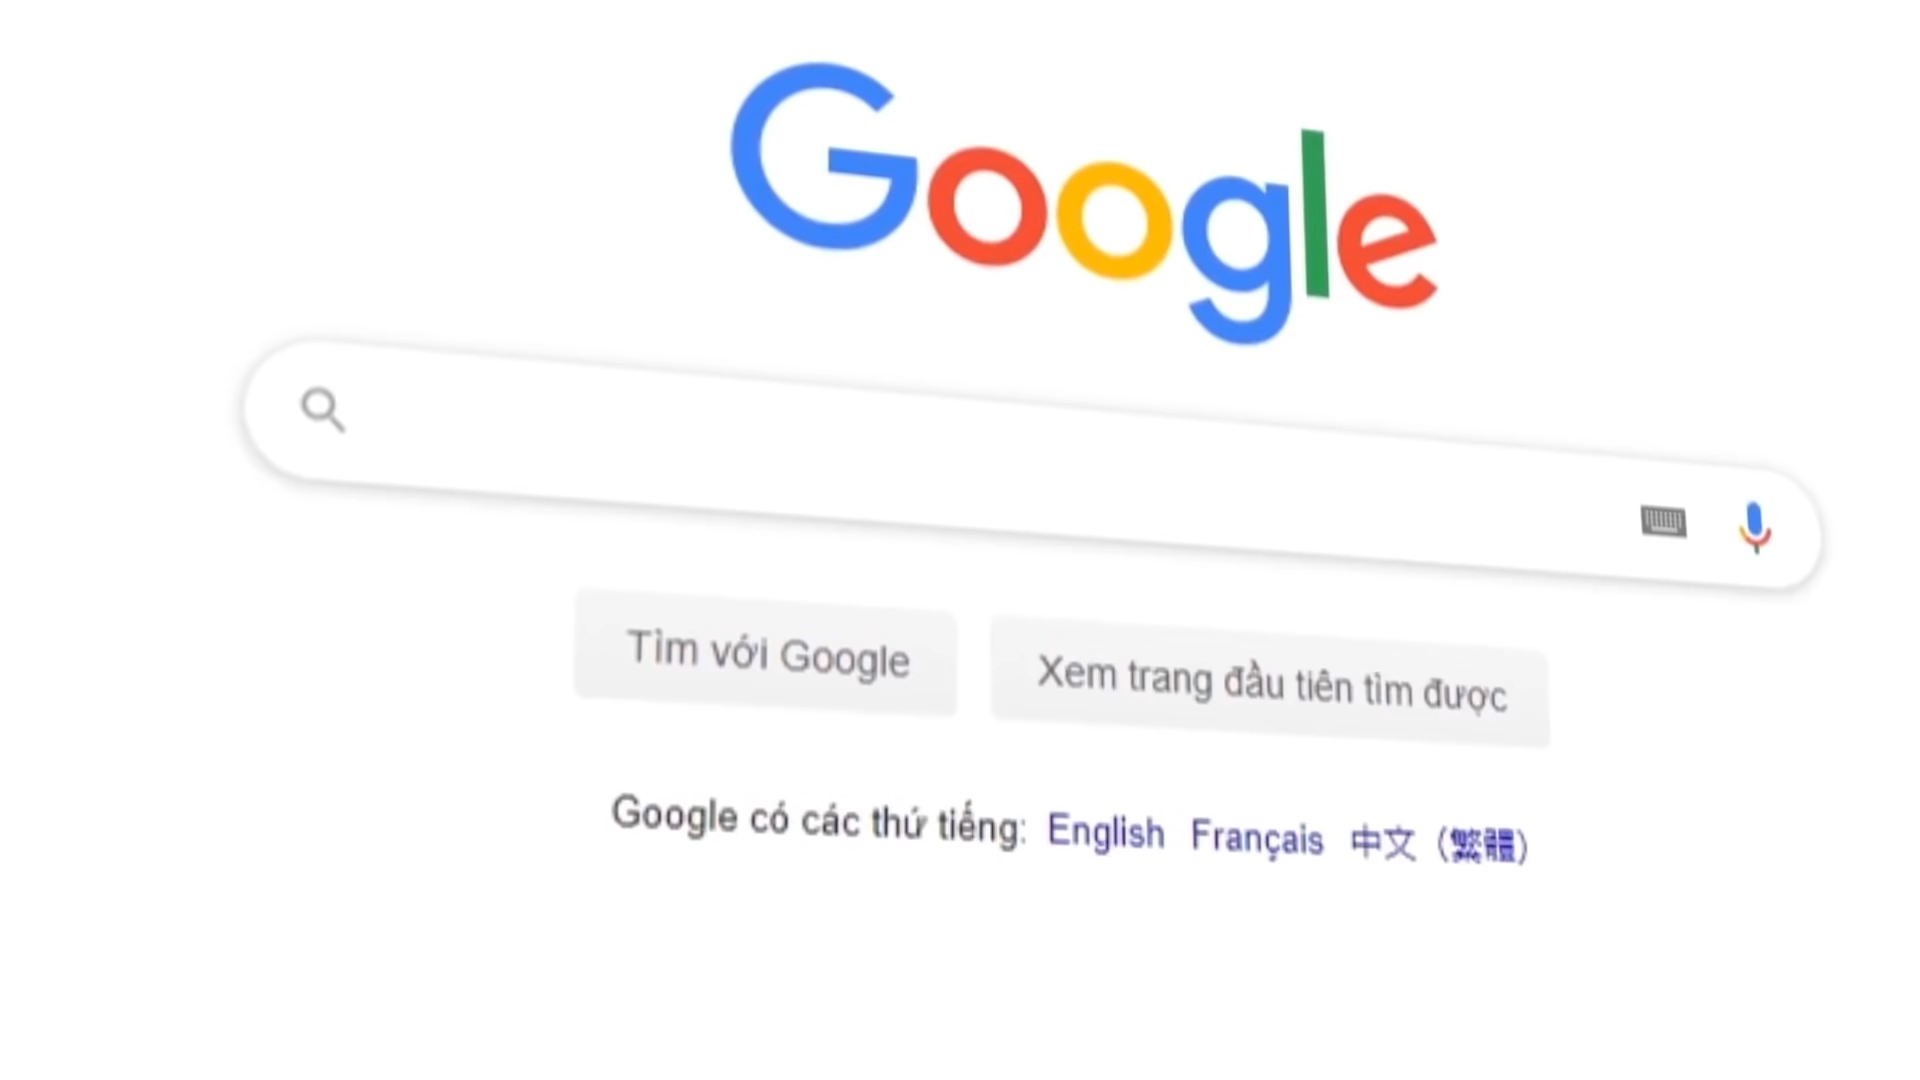 Google
Tìm với Google
Xem trang đầu tiên tìm được
Google có các thứ tiếng: English Français 中文 (繁體)